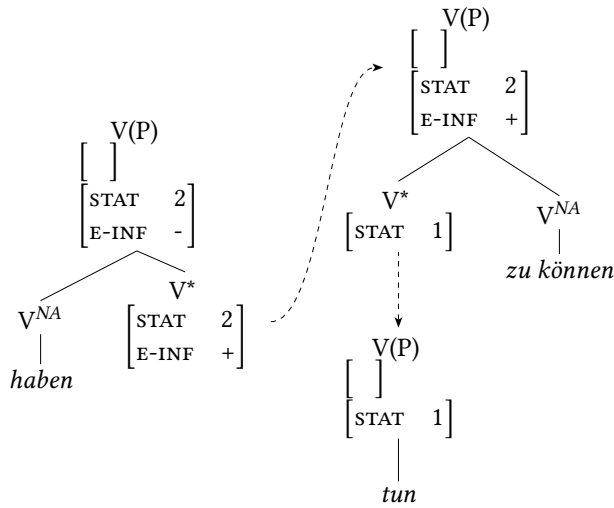 V(P)
[ ]
[STAT 2
E-INF -]
V^NA
haben
V*
[STAT 2
E-INF +]
V(P)
[ ]
[STAT 2
E-INF +]
V*
[STAT 1]
V^NA
zu können
V(P)
[ ]
[STAT 1]
tun